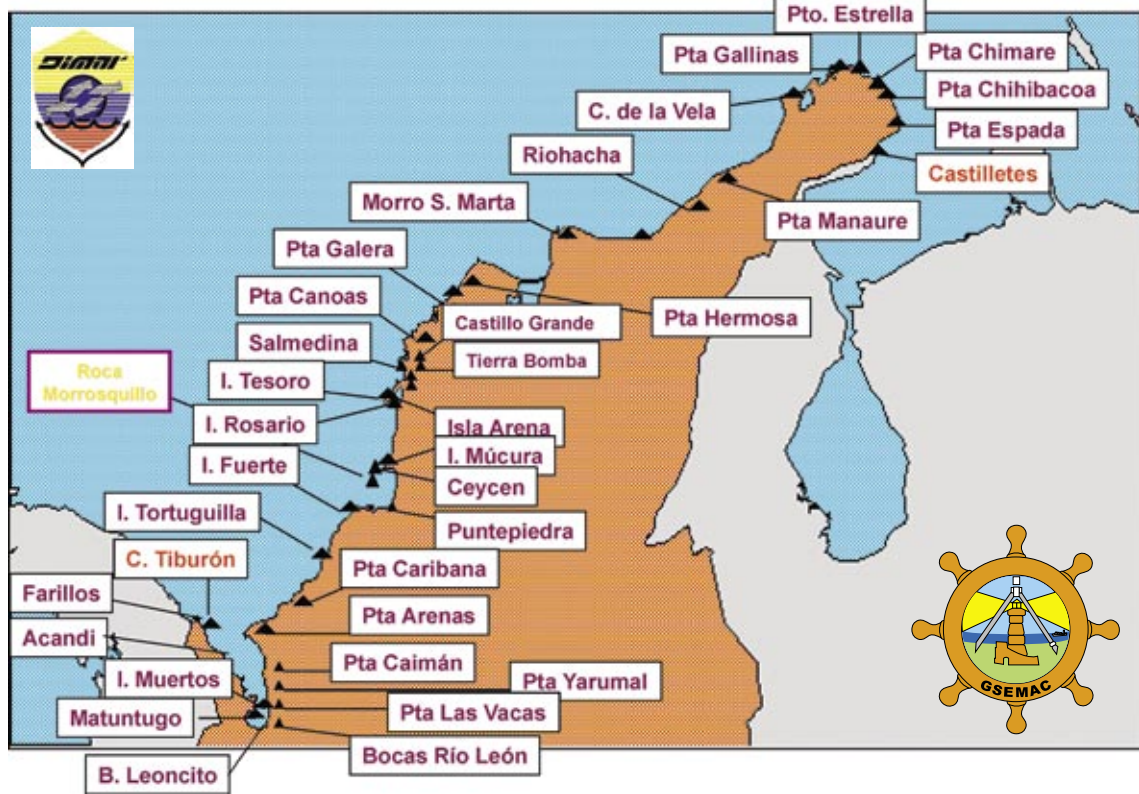 Pto. Estrella
Pta Gallinas
Pta Chimare
C. de la Vela
Pta Chihibacoa
Pta Espada
Riohacha
Castilletes
Morro S. Marta
Pta Manaure
Pta Galera
Pta Canoas
Castillo Grande
Pta Hermosa
Salmedina
Tierra Bomba
Roca
Morrosquillo
I. Tesoro
I. Rosario
Isla Arena
I. Múcura
I. Fuerte
Ceycen
I. Tortuguilla
Puntepiedra
C. Tiburón
Pta Caribana
Farillos
Pta Arenas
Acandi
Pta Caimán
I. Muertos
Pta Yarumal
Matuntugo
Pta Las Vacas
Bocas Río León
B. Leoncito
GSEMAC